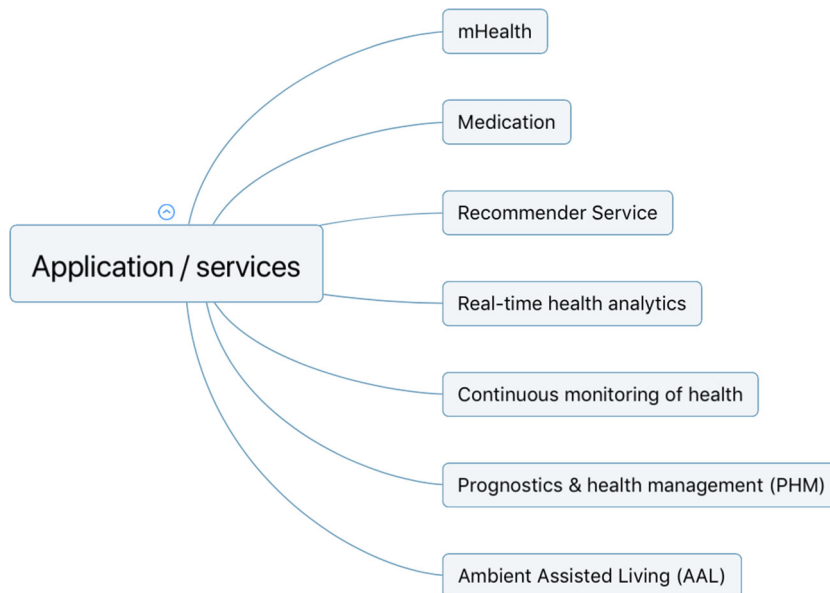 mHealth
Medication
Recommender Service
Application / services
Real-time health analytics
Continuous monitoring of health
Prognostics & health management (PHM)
Ambient Assisted Living (AAL)